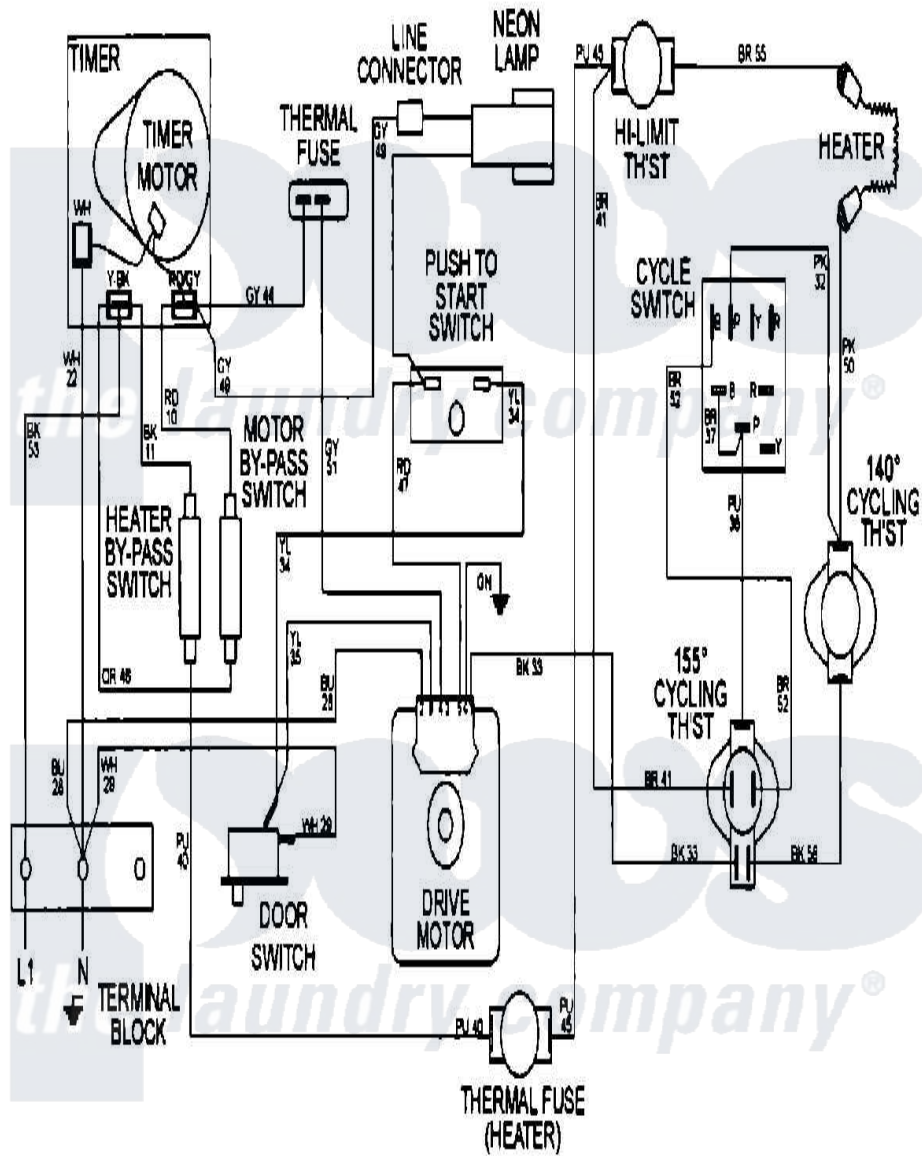 TIMER
TIMER
MOTOR
WH
Y-BK
RD/GY
LINE
CONNECTOR
NEON
LAMP
THERMAL
FUSE
GY
49
GY 44
PU 45
HI-LIMIT
TH'ST
BR 55
HEATER
BR
41
PUSH TO
START
SWITCH
CYCLE
SWITCH
PK
32
PK
50
B
P
Y
R
B
R
P
Y
WH
22
RD
10
GY
49
BK
53
BK
11
MOTOR
BY-PASS
SWITCH
GY
51
RD
47
YL
34
BR
52
BR
37
PU
36
140°
CYCLING
TH'ST
HEATER
BY-PASS
SWITCH
YL
34
GN
YL
35
OR 46
BU
28
BK 33
155°
CYCLING
TH'ST
BR
52
BU
28
WH
29
PU
40
WH 29
DOOR
SWITCH
DRIVE
MOTOR
BR 41
BK 33
BK 56
L1
N
TERMINAL
BLOCK
PU 40
PU
45
THERMAL FUSE
(HEATER)
the laundry company®
the laundry company®